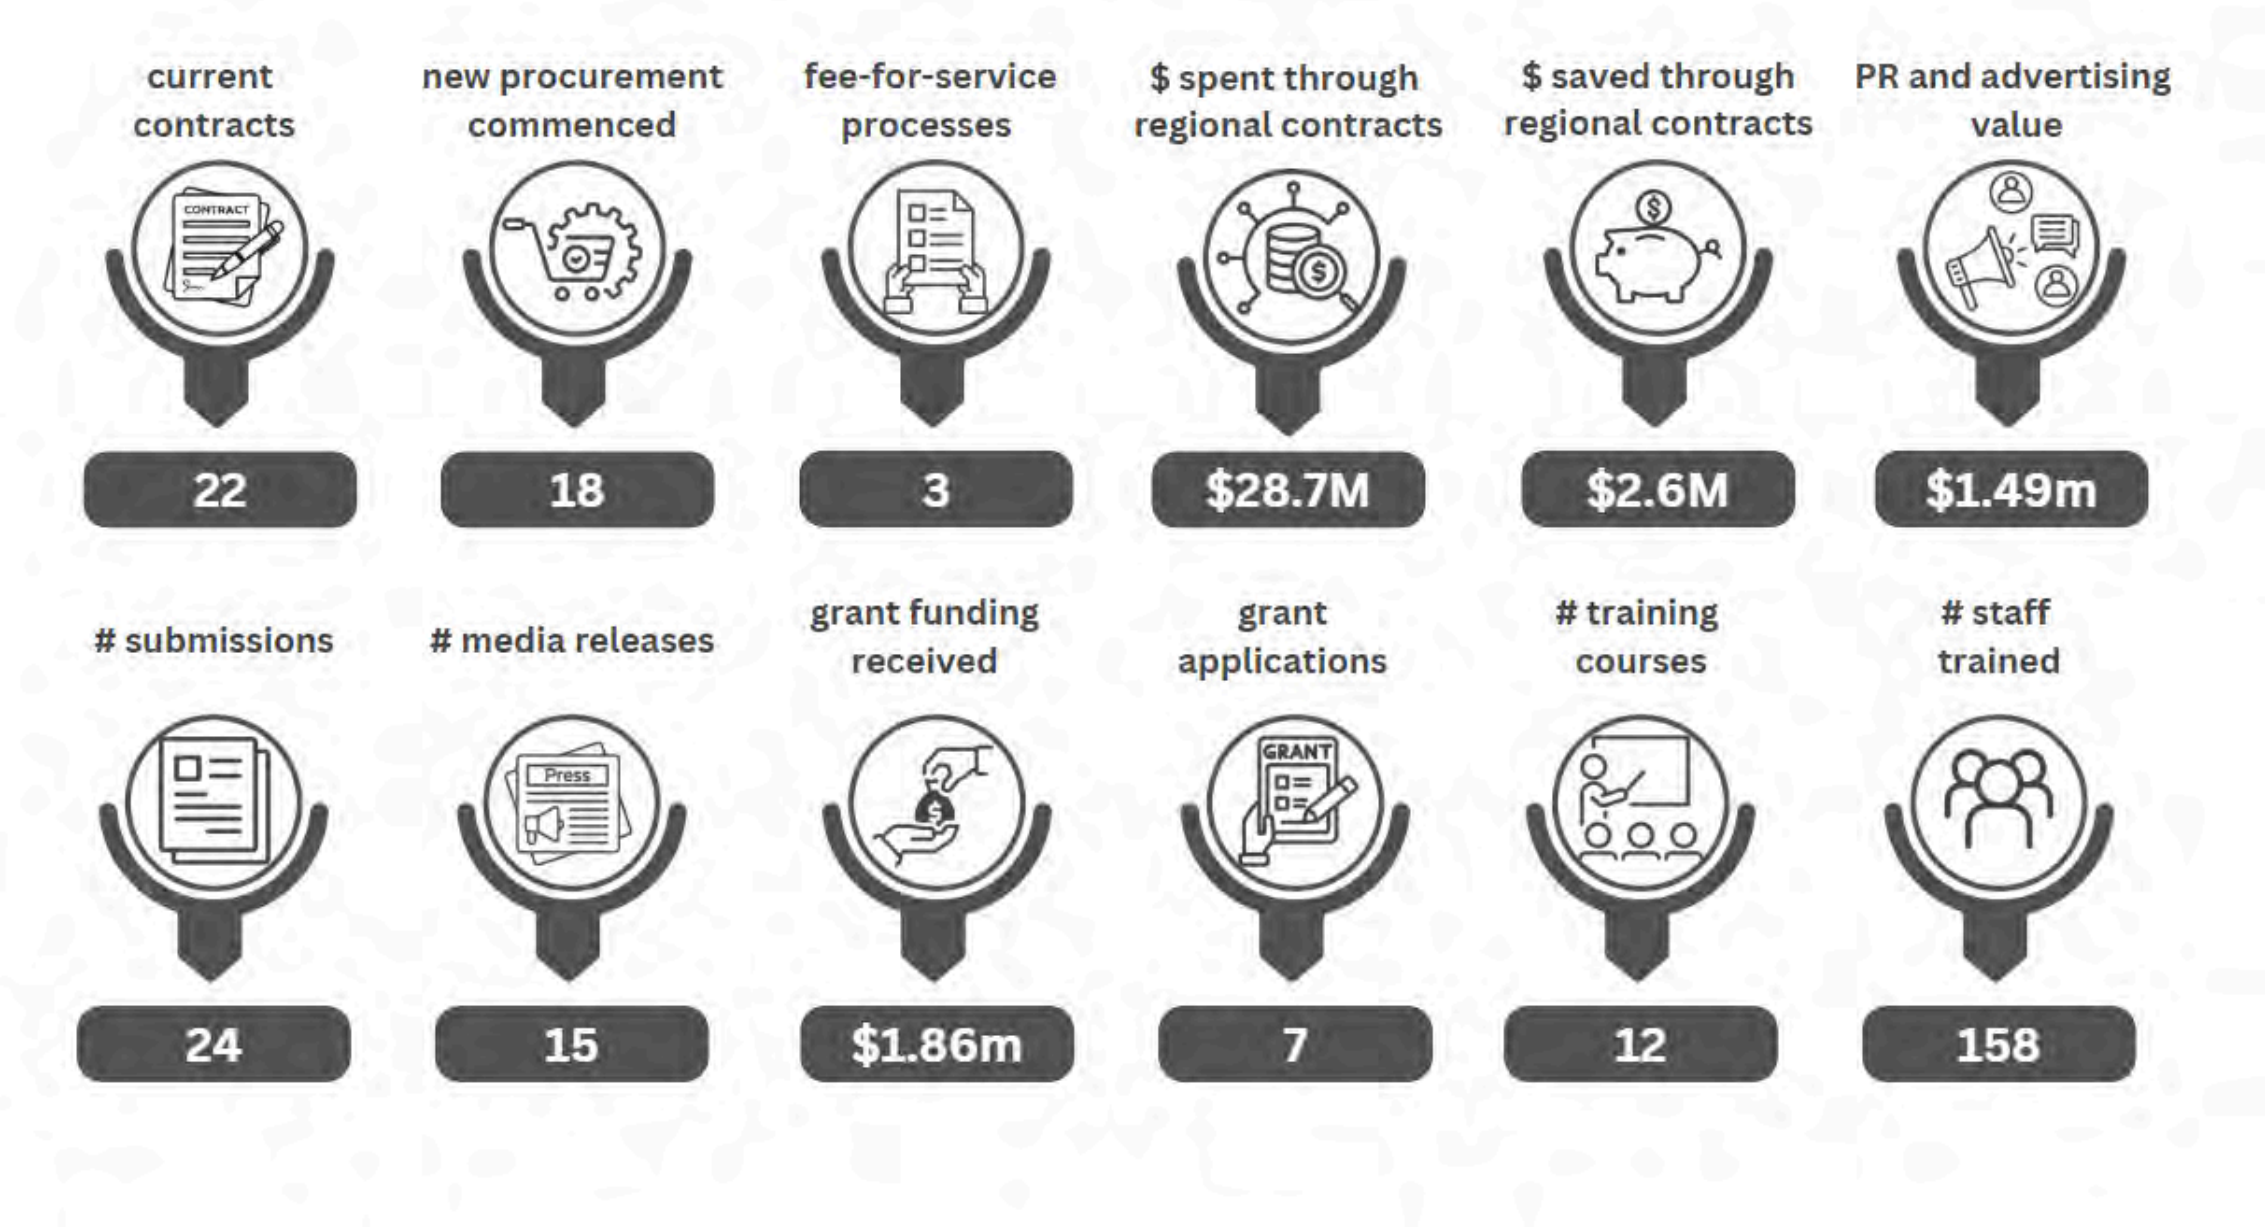 current
contracts
new procurement
commenced
fee-for-service
processes
$ spent through
regional contracts
$ saved through
regional contracts
PR and advertising
value
CONTRACT
$
$
22
18
3
$28.7M
$2.6M
$1.49m
# submissions
# media releases
grant funding
received
grant
applications
# training
courses
# staff
trained
Press
$
GRANT
24
15
$1.86m
7
12
158